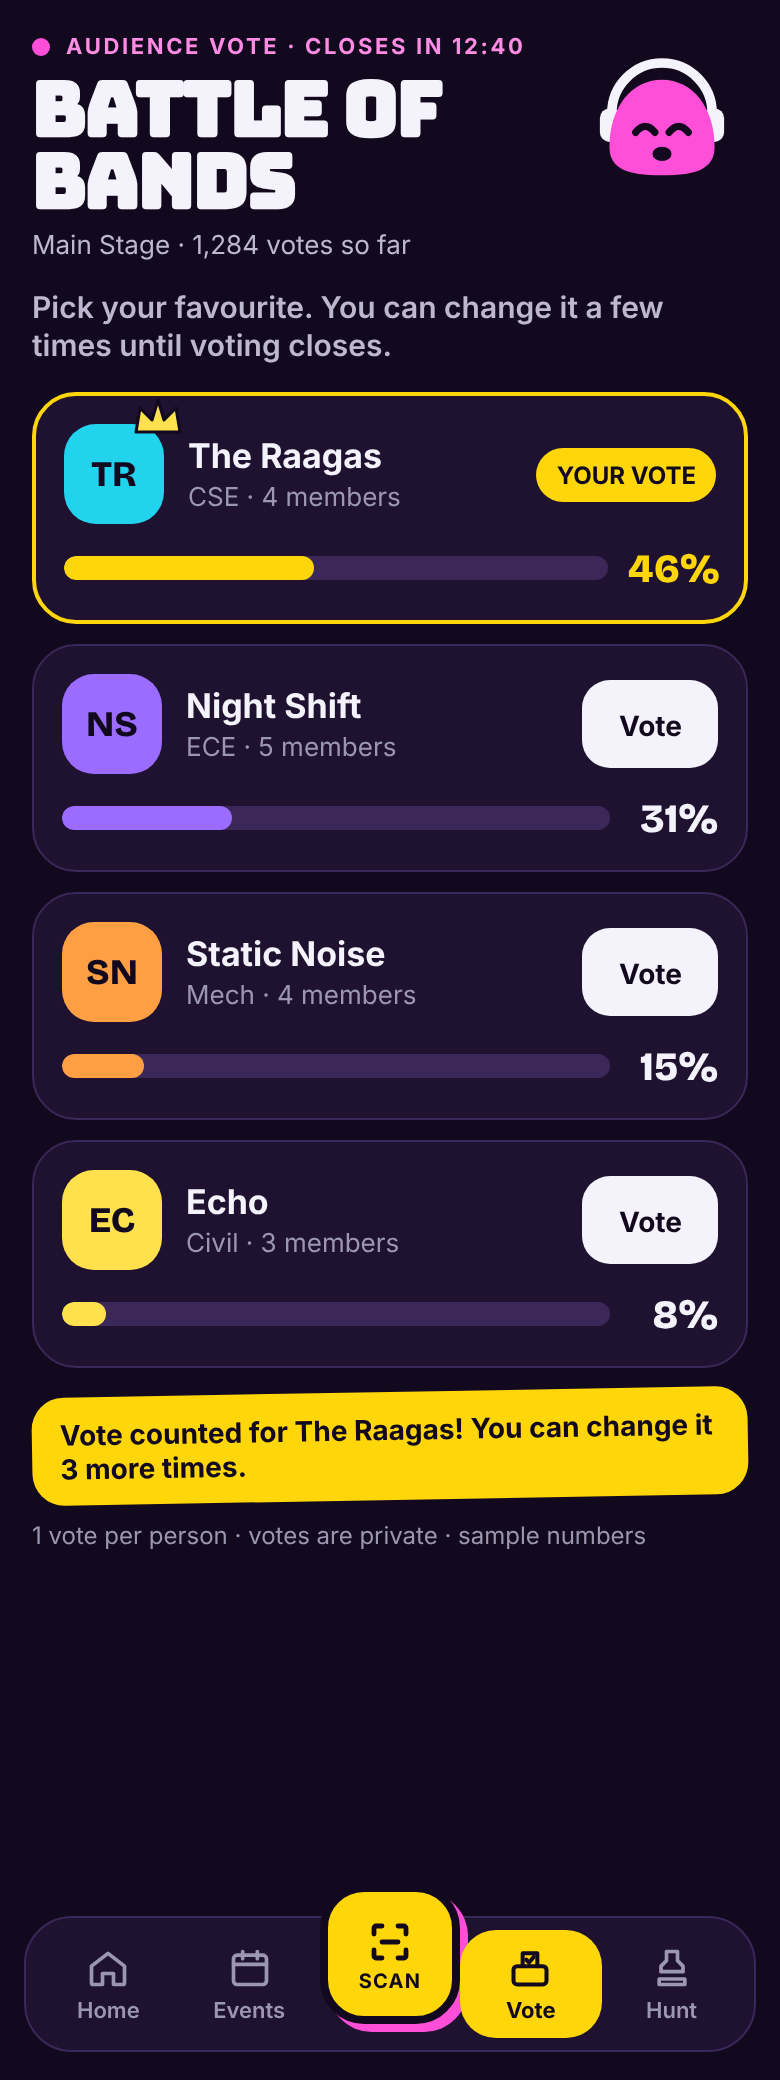 AUDIENCE VOTE · CLOSES IN 12:40
BATTLE OF
BANDS
Main Stage · 1,284 votes so far
Pick your favourite. You can change it a few
times until voting closes.
TR
The Raagas
CSE · 4 members
YOUR VOTE
46%
NS
Night Shift
ECE · 5 members
Vote
31%
SN
Static Noise
Mech · 4 members
Vote
15%
EC
Echo
Civil · 3 members
Vote
8%
Vote counted for The Raagas! You can change it
3 more times.
1 vote per person · votes are private · sample numbers
Home
Events
SCAN
Vote
Hunt